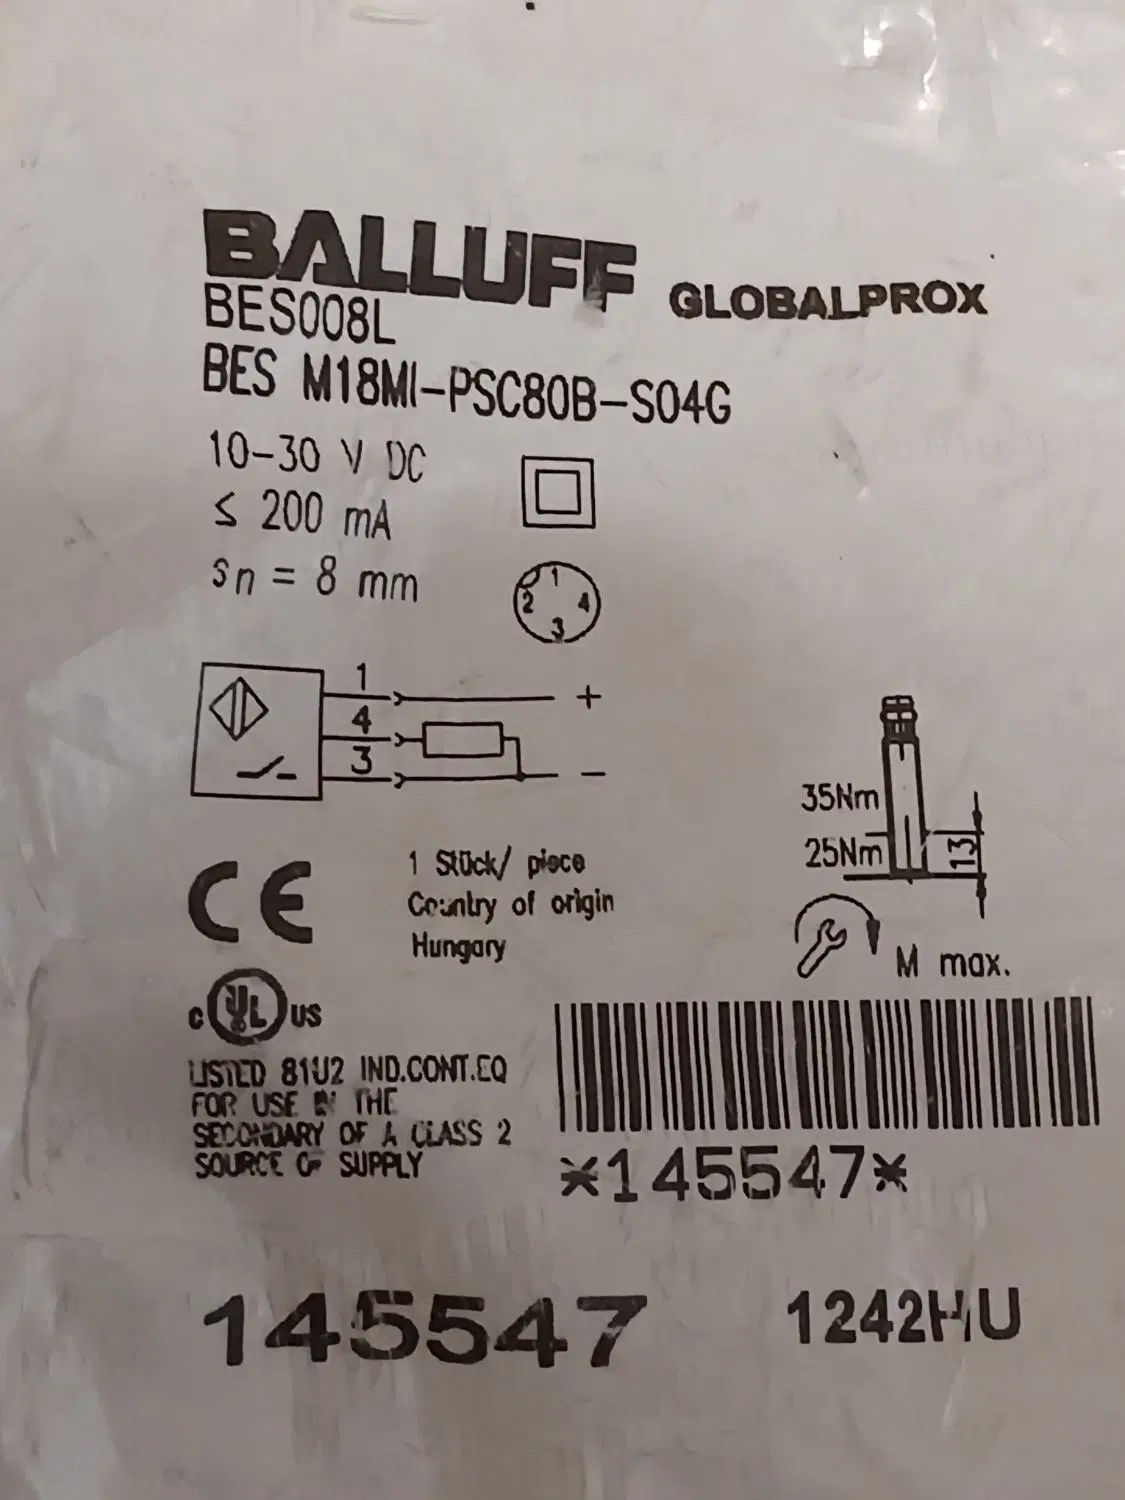 BALLUFF GLOBALPROX
BES008L
BES M18MI-PSC80B-S04G
10-30 V DC
≤ 200 mA
sn = 8 mm
1
2 4
3
1 +
4
3 −
35Nm
25Nm 13
M max.
CE
1 Stück/ piece
Country of origin
Hungary
c UL US
LISTED 81U2 IND.CONT.EQ
FOR USE IN THE
SECONDARY OF A CLASS 2
SOURCE OF SUPPLY
*145547*
145547 1242HU